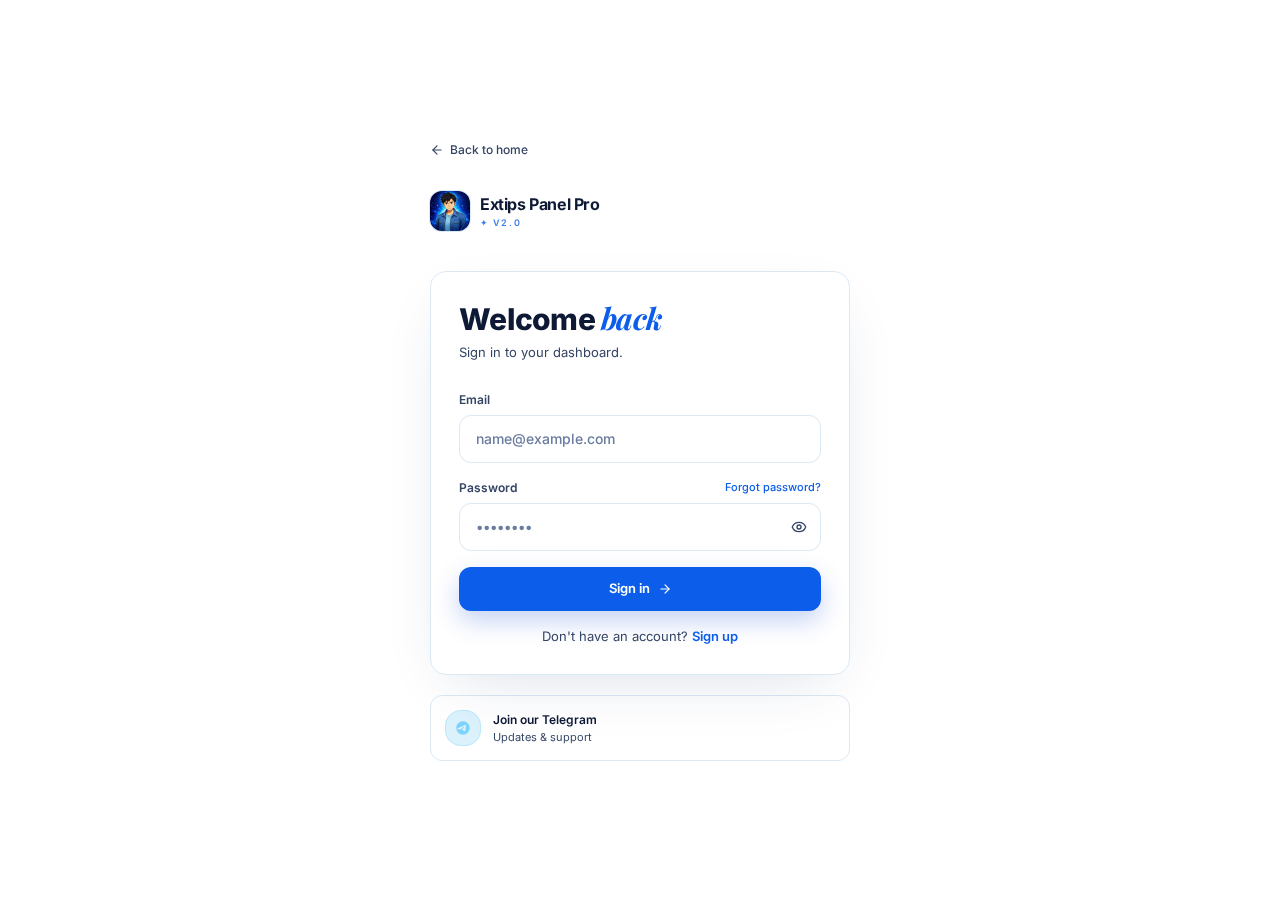 Back to home
Extips Panel Pro
✦ V2.0
Welcome back
Sign in to your dashboard.
Email
name@example.com
Password
Forgot password?
••••••••
Sign in
Don't have an account? Sign up
Join our Telegram
Updates & support